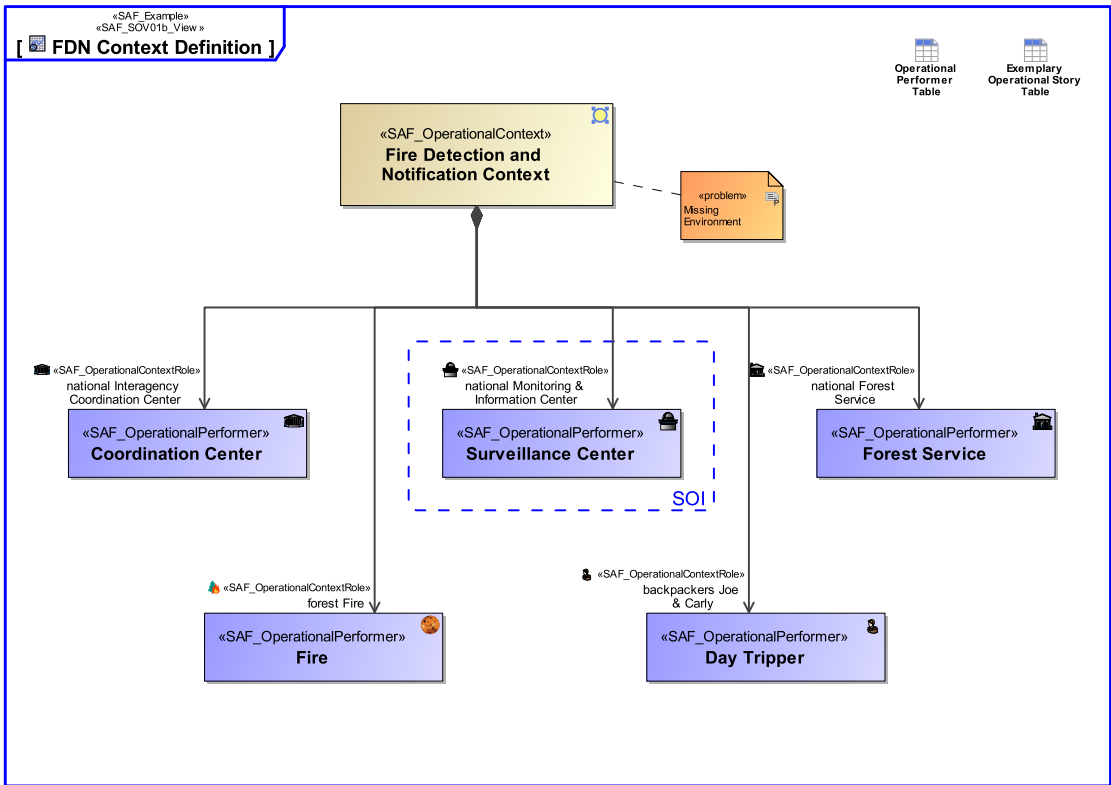 «SAF_Example»
«SAF_SOV01b_View »
[ FDN Context Definition ]
Operational
Performer
Table
Exemplary
Operational Story
Table
«SAF_OperationalContext»
Fire Detection and
Notification Context
«problem»
Missing
Environment
«SAF_OperationalContextRole»
national Interagency
Coordination Center
«SAF_OperationalPerformer»
Coordination Center
«SAF_OperationalContextRole»
national Monitoring &
Information Center
«SAF_OperationalPerformer»
Surveillance Center
SOI
«SAF_OperationalContextRole»
national Forest
Service
«SAF_OperationalPerformer»
Forest Service
«SAF_OperationalContextRole»
forest Fire
«SAF_OperationalPerformer»
Fire
«SAF_OperationalContextRole»
backpackers Joe
& Carly
«SAF_OperationalPerformer»
Day Tripper